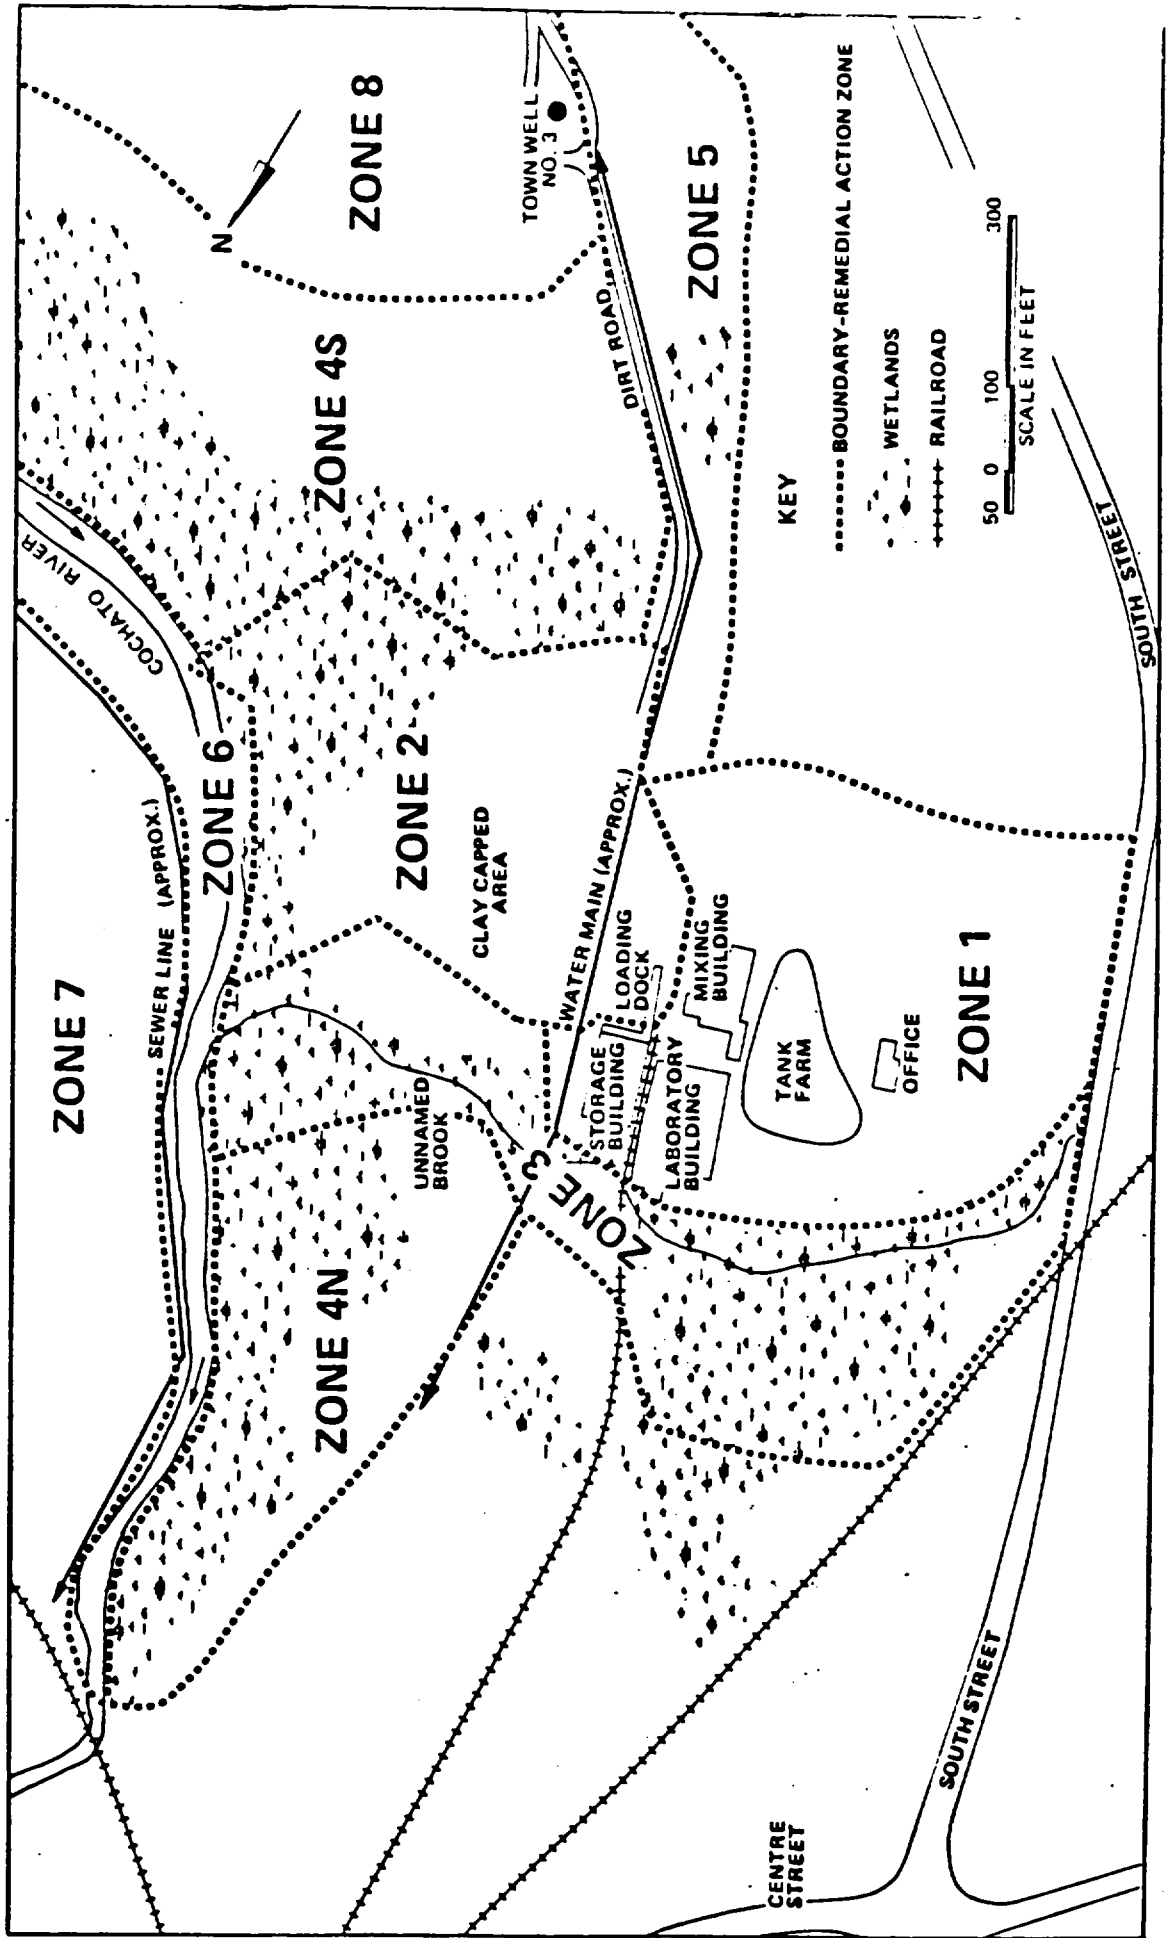 ZONE 7
SEWER LINE (APPROX.)
COCHATO RIVER
ZONE 6
N
ZONE 8
ZONE 4S
ZONE 4N
UNNAMED
BROOK
ZONE 2
CLAY CAPPED
AREA
TOWN WELL
NO. 3
DIRT ROAD
WATER MAIN (APPROX.)
ZONE 3
STORAGE
BUILDING
LOADING
DOCK
LABORATORY
BUILDING
MIXING
BUILDING
TANK
FARM
OFFICE
ZONE 1
ZONE 5
KEY
BOUNDARY-REMEDIAL ACTION ZONE
WETLANDS
RAILROAD
50 0 100 300
SCALE IN FEET
CENTRE
STREET
SOUTH STREET
SOUTH STREET